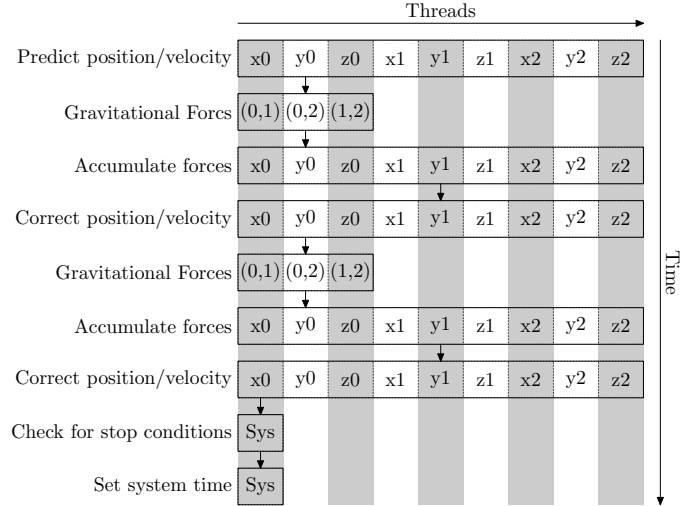 Threads
Predict position/velocity x0 y0 z0 x1 y1 z1 x2 y2 z2
Gravitational Forcs (0,1) (0,2) (1,2)
Accumulate forces x0 y0 z0 x1 y1 z1 x2 y2 z2
Correct position/velocity x0 y0 z0 x1 y1 z1 x2 y2 z2
Gravitational Forces (0,1) (0,2) (1,2)
Accumulate forces x0 y0 z0 x1 y1 z1 x2 y2 z2
Correct position/velocity x0 y0 z0 x1 y1 z1 x2 y2 z2
Check for stop conditions Sys
Set system time Sys
Time